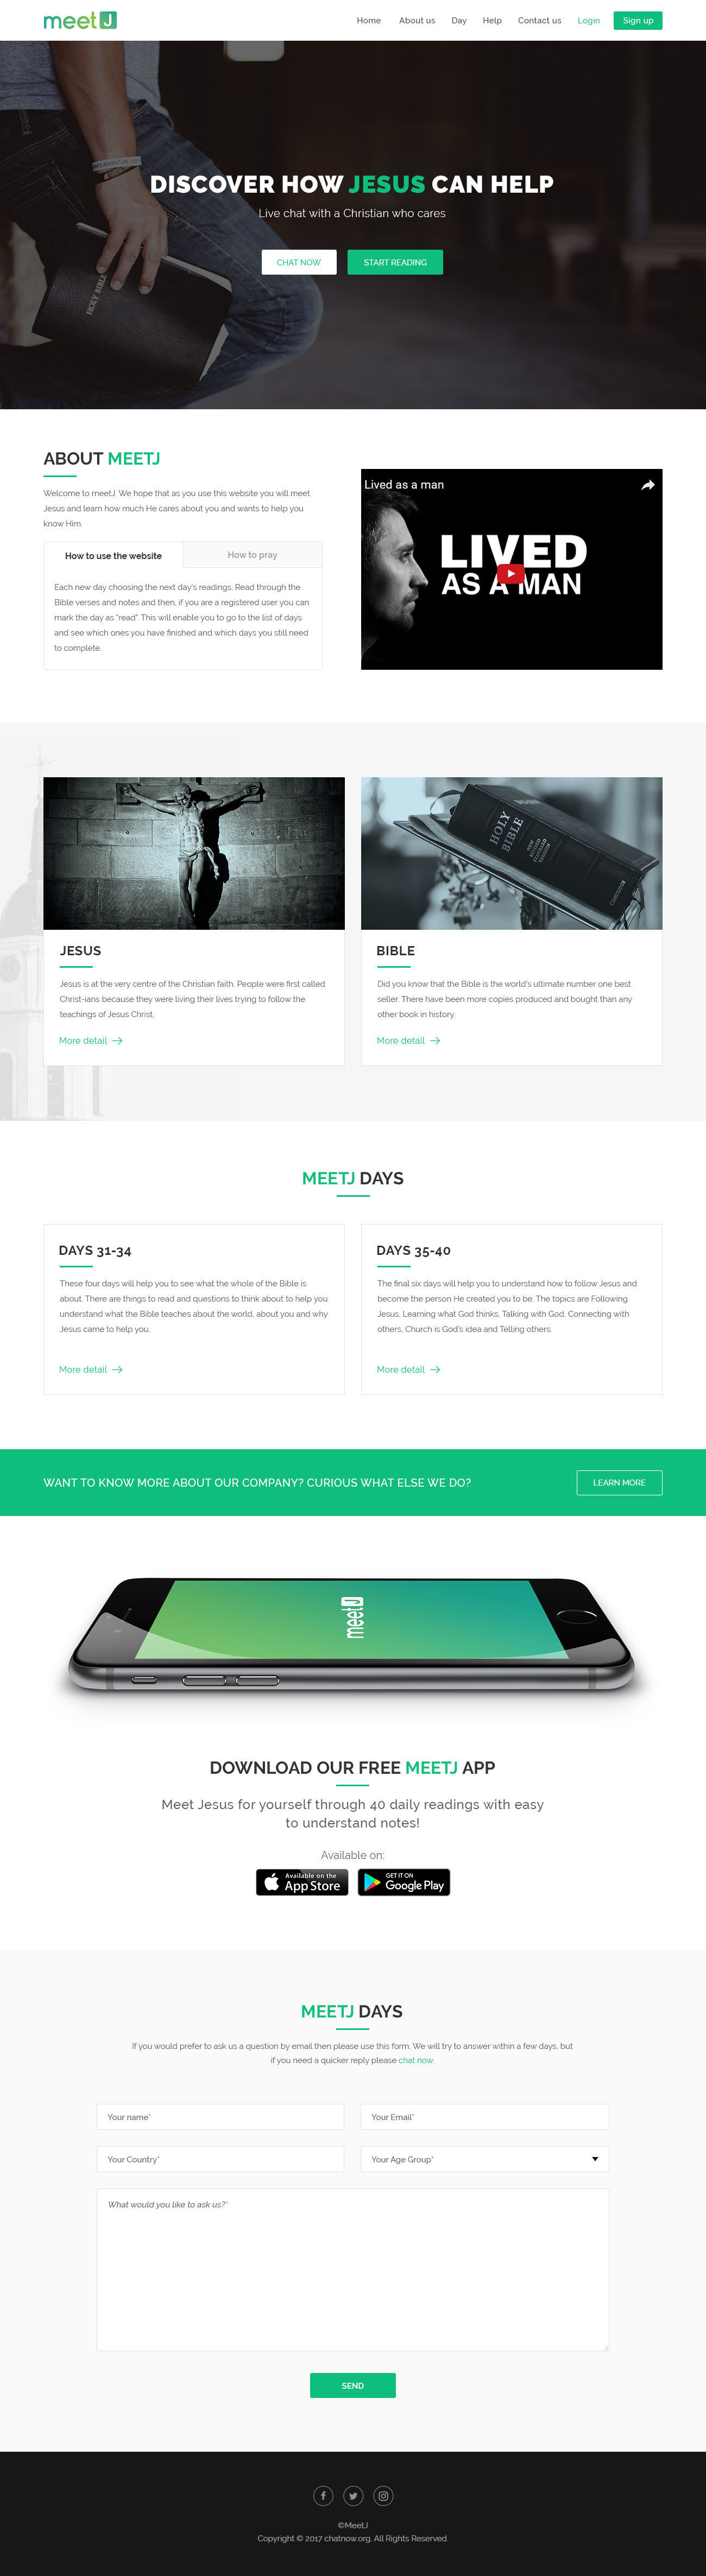 meet J
Home About us Day Help Contact us Login Sign up
DISCOVER HOW JESUS CAN HELP
Live chat with a Christian who cares
CHAT NOW START READING
HOLY BIBLE
ABOUT MEETJ
Welcome to meetJ. We hope that as you use this website you will meet
Jesus and learn how much He cares about you and wants to help you
know Him.
How to use the website How to pray
Each new day choosing the next day's readings. Read through the
Bible verses and notes and then, if you are a registered user you can
mark the day as "read". This will enable you to go to the list of days
and see which ones you have finished and which days you still need
to complete.
Lived as a man
LIVED
AS A MAN
HOLY
BIBLE
JESUS
Jesus is at the very centre of the Christian faith. People were first called
Christ-ians because they were living their lives trying to follow the
teachings of Jesus Christ.
More detail
BIBLE
Did you know that the Bible is the world's ultimate number one best
seller. There have been more copies produced and bought than any
other book in history.
More detail
MEETJ DAYS
DAYS 31-34
These four days will help you to see what the whole of the Bible is
about. There are things to read and questions to think about to help you
understand what the Bible teaches about the world, about you and why
Jesus came to help you.
More detail
DAYS 35-40
The final six days will help you to understand how to follow Jesus and
become the person He created you to be. The topics are Following
Jesus, Learning what God thinks, Talking with God, Connecting with
others, Church is God's idea and Telling others.
More detail
WANT TO KNOW MORE ABOUT OUR COMPANY? CURIOUS WHAT ELSE WE DO?
LEARN MORE
meet J
DOWNLOAD OUR FREE MEETJ APP
Meet Jesus for yourself through 40 daily readings with easy
to understand notes!
Available on:
Available on the
App Store
GET IT ON
Google Play
MEETJ DAYS
If you would prefer to ask us a question by email then please use this form. We will try to answer within a few days, but
if you need a quicker reply please chat now.
Your name* Your Email*
Your Country* Your Age Group*
What would you like to ask us?*
SEND
©MeetJ
Copyright © 2017 chatnow.org. All Rights Reserved.